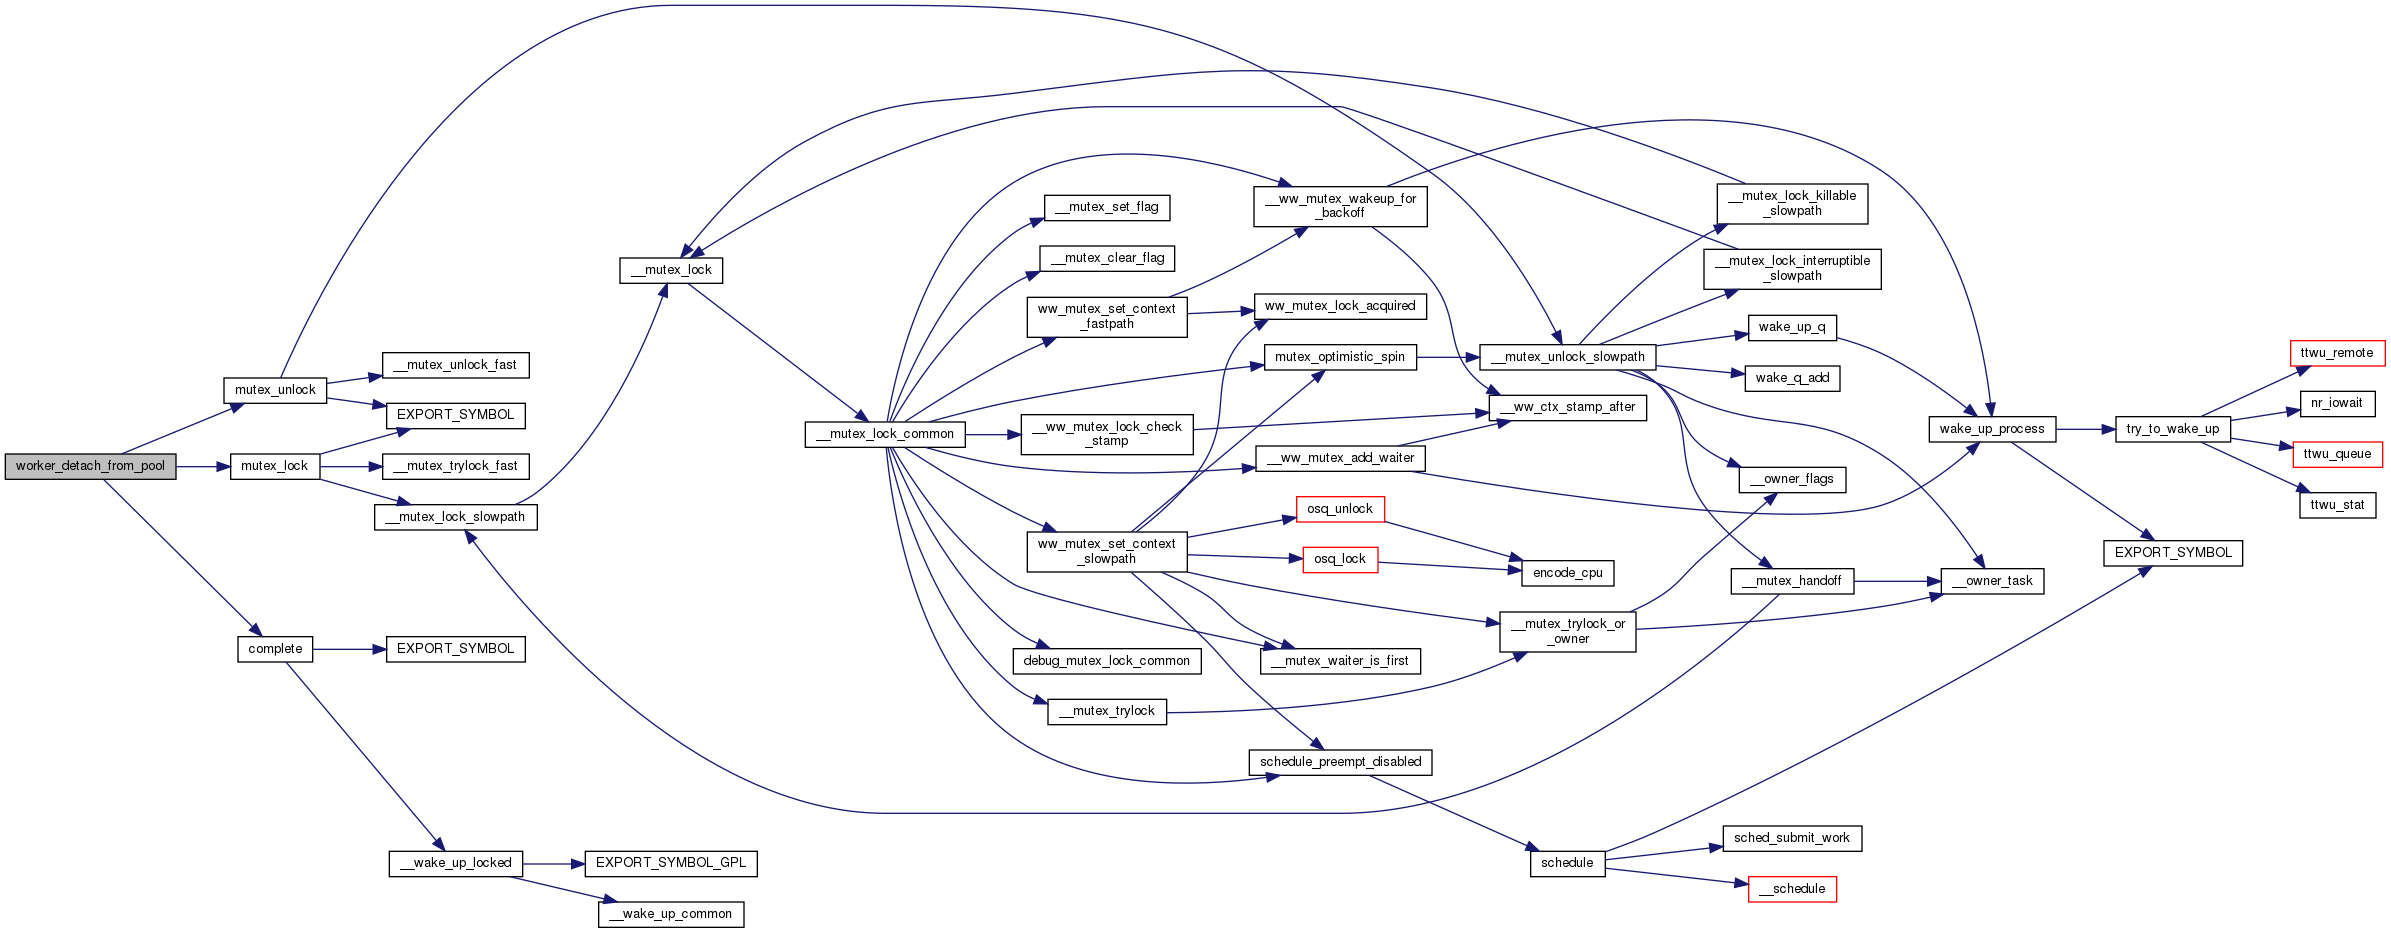 worker_detach_from_pool
mutex_unlock
mutex_lock
complete
__mutex_unlock_fast
EXPORT_SYMBOL
__mutex_trylock_fast
__mutex_lock_slowpath
EXPORT_SYMBOL
__wake_up_locked
EXPORT_SYMBOL_GPL
__wake_up_common
__mutex_lock
__mutex_lock_common
__mutex_set_flag
__mutex_clear_flag
ww_mutex_set_context
_fastpath
__ww_mutex_lock_check
_stamp
ww_mutex_set_context
_slowpath
debug_mutex_lock_common
__mutex_trylock
__ww_mutex_wakeup_for
_backoff
ww_mutex_lock_acquired
mutex_optimistic_spin
__ww_mutex_add_waiter
osq_unlock
osq_lock
__mutex_waiter_is_first
schedule_preempt_disabled
__mutex_unlock_slowpath
__ww_ctx_stamp_after
encode_cpu
__mutex_trylock_or
_owner
schedule
__mutex_lock_killable
_slowpath
__mutex_lock_interruptible
_slowpath
wake_up_q
wake_q_add
__owner_flags
__mutex_handoff
sched_submit_work
__schedule
wake_up_process
__owner_task
try_to_wake_up
EXPORT_SYMBOL
ttwu_remote
nr_iowait
ttwu_queue
ttwu_stat